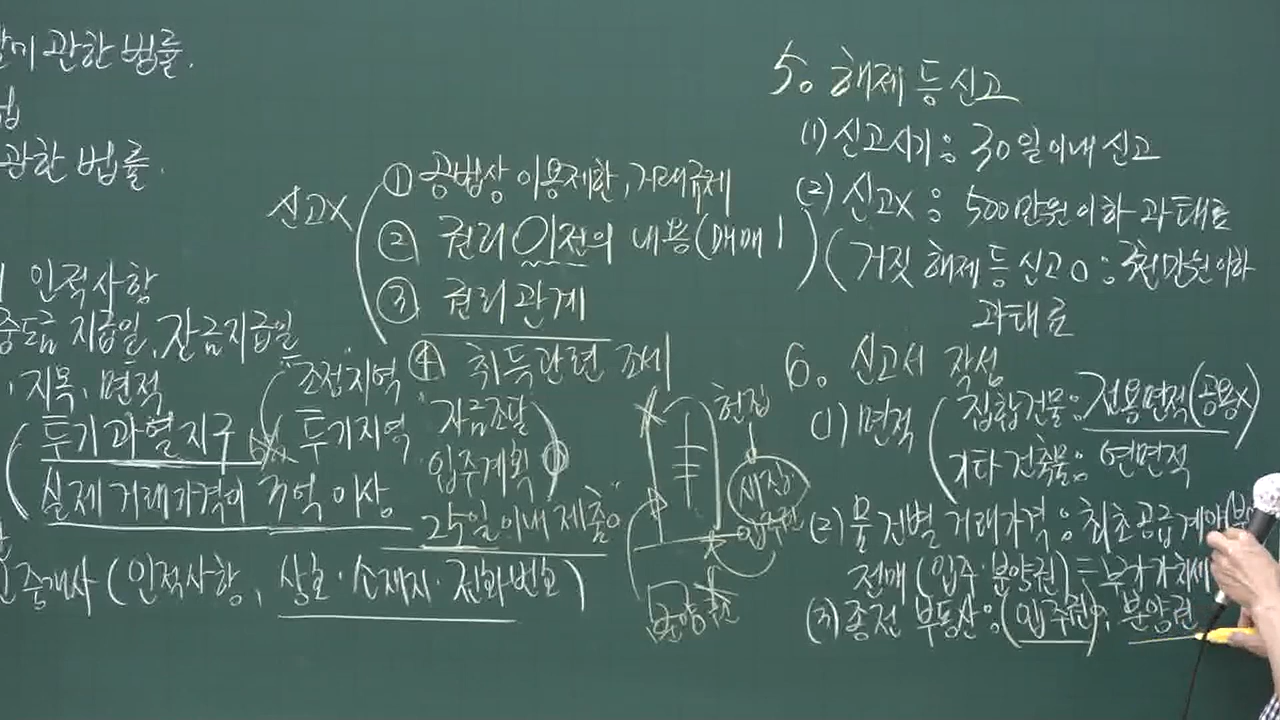 관한 법률.
법
관한 법률.
인적사항
중도금 지급일, 잔금지급일
지목, 면적
투기과열지구
실제 거래가격이 3억 이상
조정지역
투기지역
자금조달
입주계획
25일 이내 제출
중개사 (인적사항, 상호·소재지·전화번호)
신고X
① 공법상 이용제한, 거래규제
② 권리이전의 내용(매매)
③ 권리관계
④ 취득관련 조세
헌집
새집
입주권
분양권
5. 해제등신고
(1) 신고시기 : 30일이내 신고
(2) 신고X : 500만원이하 과태료
(거짓 해제등신고O : 3천만원이하
과태료
6. 신고서 작성
(1) 면적
집합건물 : 전용면적(공용X)
기타건축물 : 연면적
(2) 물건별 거래가격 : 최초공급계약
전매 (입주·분양권) = 부가가치세
(3) 종전 부동산 : (입주권), 분양권